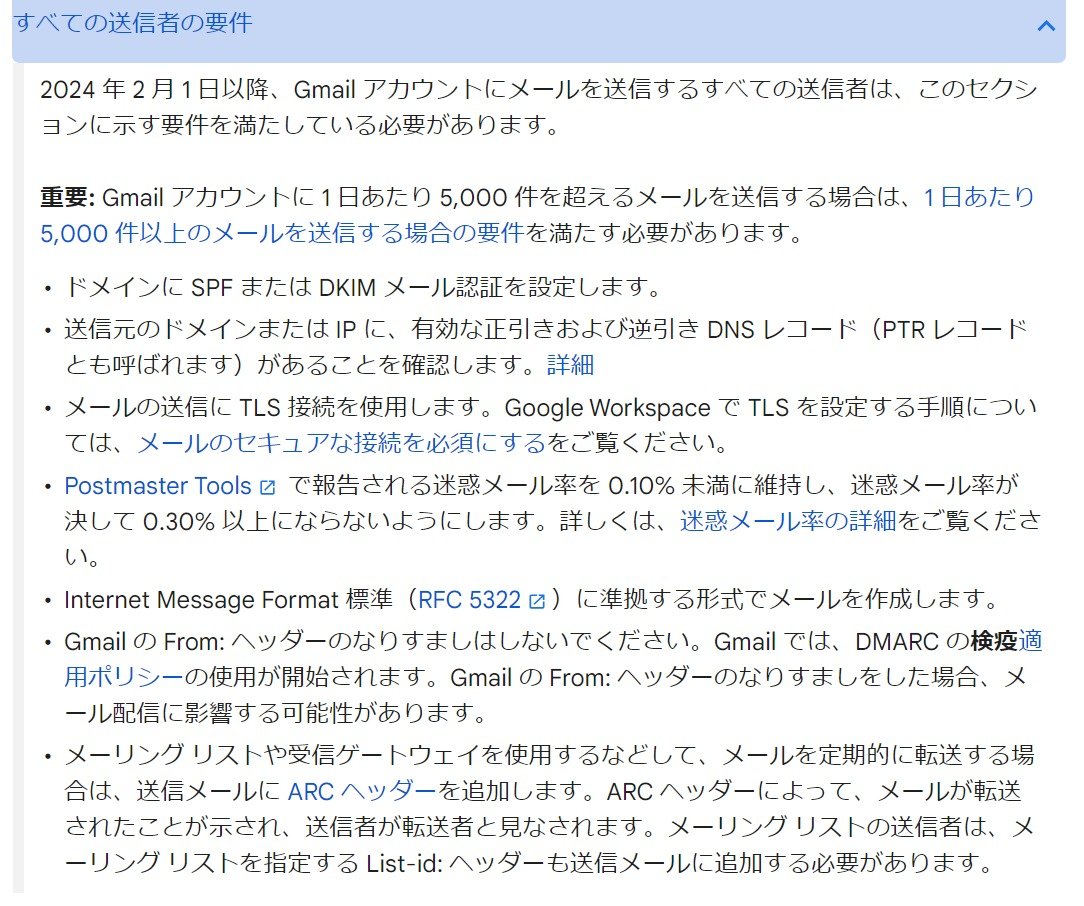 すべての送信者の要件
2024 年 2 月 1 日以降、Gmail アカウントにメールを送信するすべての送信者は、このセクシ
ョンに示す要件を満たしている必要があります。
重要: Gmail アカウントに 1 日あたり 5,000 件を超えるメールを送信する場合は、1 日あたり
5,000 件以上のメールを送信する場合の要件を満たす必要があります。
• ドメインに SPF または DKIM メール認証を設定します。
• 送信元のドメインまたは IP に、有効な正引きおよび逆引き DNS レコード（PTR レコード
とも呼ばれます）があることを確認します。詳細
• メールの送信に TLS 接続を使用します。Google Workspace で TLS を設定する手順につい
ては、メールのセキュアな接続を必須にするをご覧ください。
• Postmaster Tools で報告される迷惑メール率を 0.10% 未満に維持し、迷惑メール率が
決して 0.30% 以上にならないようにします。詳しくは、迷惑メール率の詳細をご覧くださ
い。
• Internet Message Format 標準（RFC 5322 ）に準拠する形式でメールを作成します。
• Gmail の From: ヘッダーのなりすましはしないでください。Gmail では、DMARC の検疫適
用ポリシーの使用が開始されます。Gmail の From: ヘッダーのなりすましをした場合、メ
ール配信に影響する可能性があります。
• メーリング リストや受信ゲートウェイを使用するなどして、メールを定期的に転送する場
合は、送信メールに ARC ヘッダーを追加します。ARC ヘッダーによって、メールが転送
されたことが示され、送信者が転送者と見なされます。メーリング リストの送信者は、メ
ーリング リストを指定する List-id: ヘッダーも送信メールに追加する必要があります。